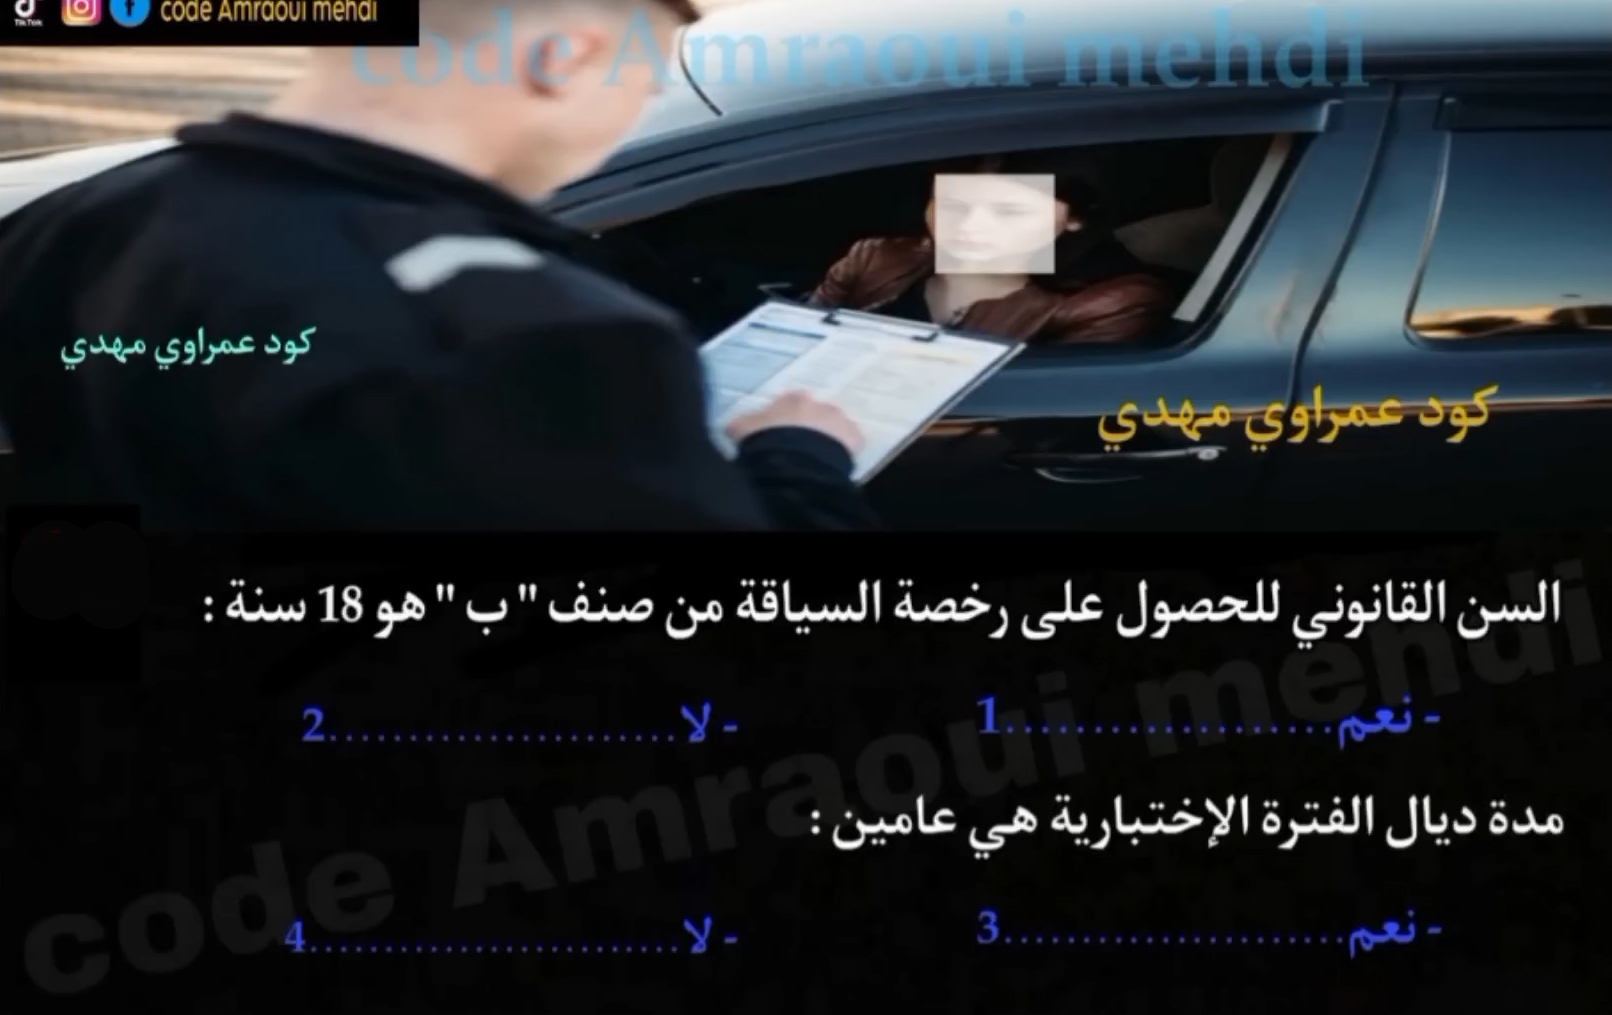 TikTok
code Amraoui mehdi
code Amraoui mehdi
كود عمراوي مهدي
كود عمراوي مهدي
السن القانوني للحصول على رخصة السياقة من صنف " ب " هو 18 سنة :
- نعم....................1 - لا......................2
مدة ديال الفترة الإختبارية هي عامين :
- نعم......................3 - لا........................4
code Amraoui mehdi